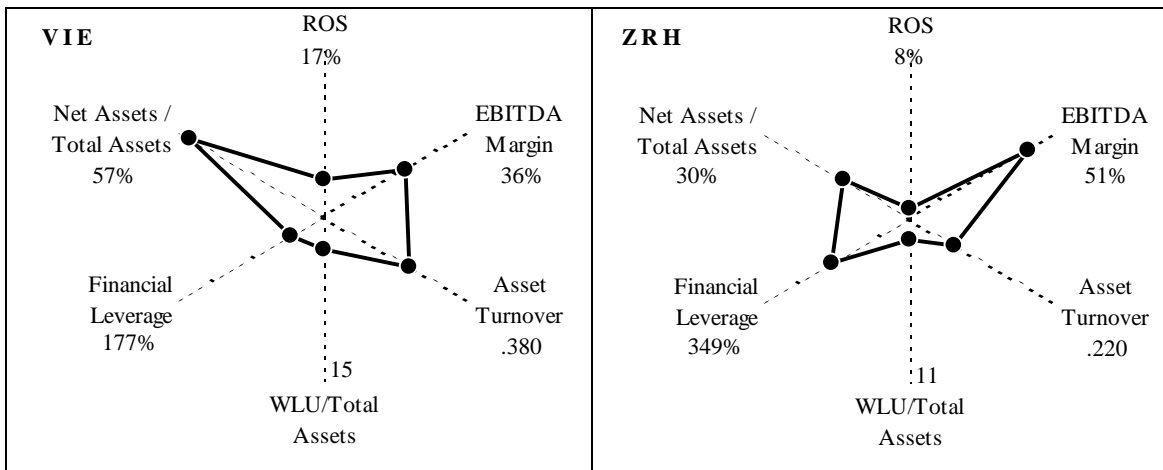 VIE
ROS
17%
Net Assets /
Total Assets
57%
EBITDA
Margin
36%
Financial
Leverage
177%
Asset
Turnover
.380
15
WLU/Total
Assets
ZRH
ROS
8%
Net Assets /
Total Assets
30%
EBITDA
Margin
51%
Financial
Leverage
349%
Asset
Turnover
.220
11
WLU/Total
Assets